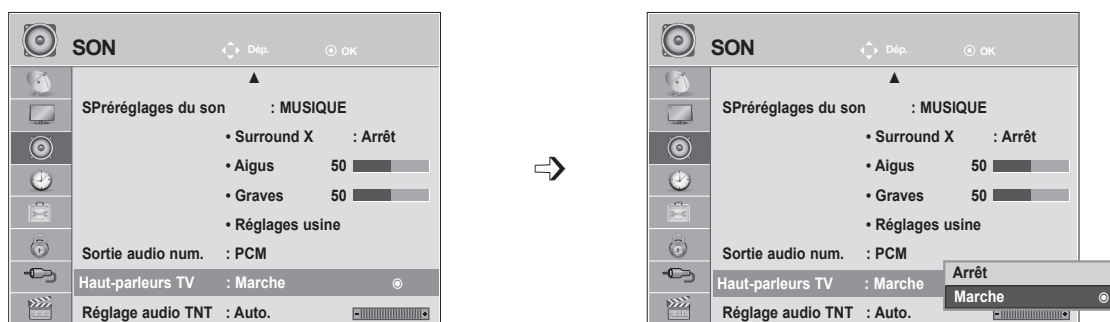 SON Dép. OK
SPréréglages du son : MUSIQUE
• Surround X : Arrêt
• Aigus 50
• Graves 50
• Réglages usine
Sortie audio num. : PCM
Haut-parleurs TV : Marche
Réglage audio TNT : Auto.
SON Dép. OK
SPréréglages du son : MUSIQUE
• Surround X : Arrêt
• Aigus 50
• Graves 50
• Réglages usine
Sortie audio num. : PCM
Haut-parleurs TV : Marche
Arrêt
Marche
Réglage audio TNT : Auto.